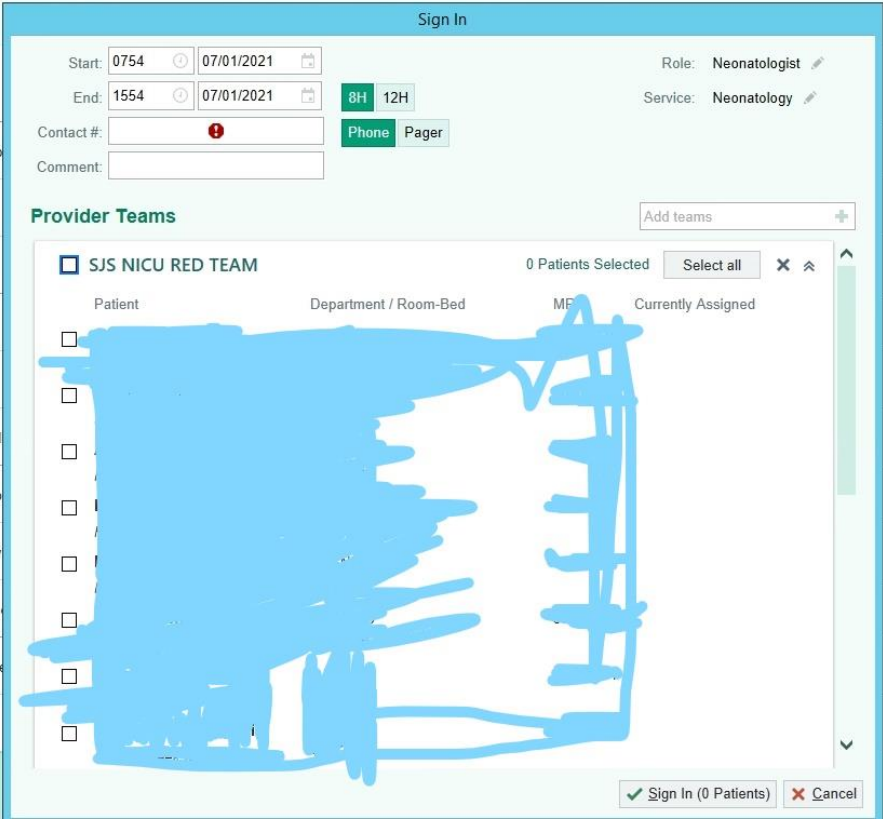 Sign In
Start: 0754 07/01/2021 Role: Neonatologist
End: 1554 07/01/2021 8H 12H Service: Neonatology
Contact #: Phone Pager
Comment:
Provider Teams Add teams
SJS NICU RED TEAM 0 Patients Selected Select all
Patient Department / Room-Bed Currently Assigned
Sign In (0 Patients) Cancel